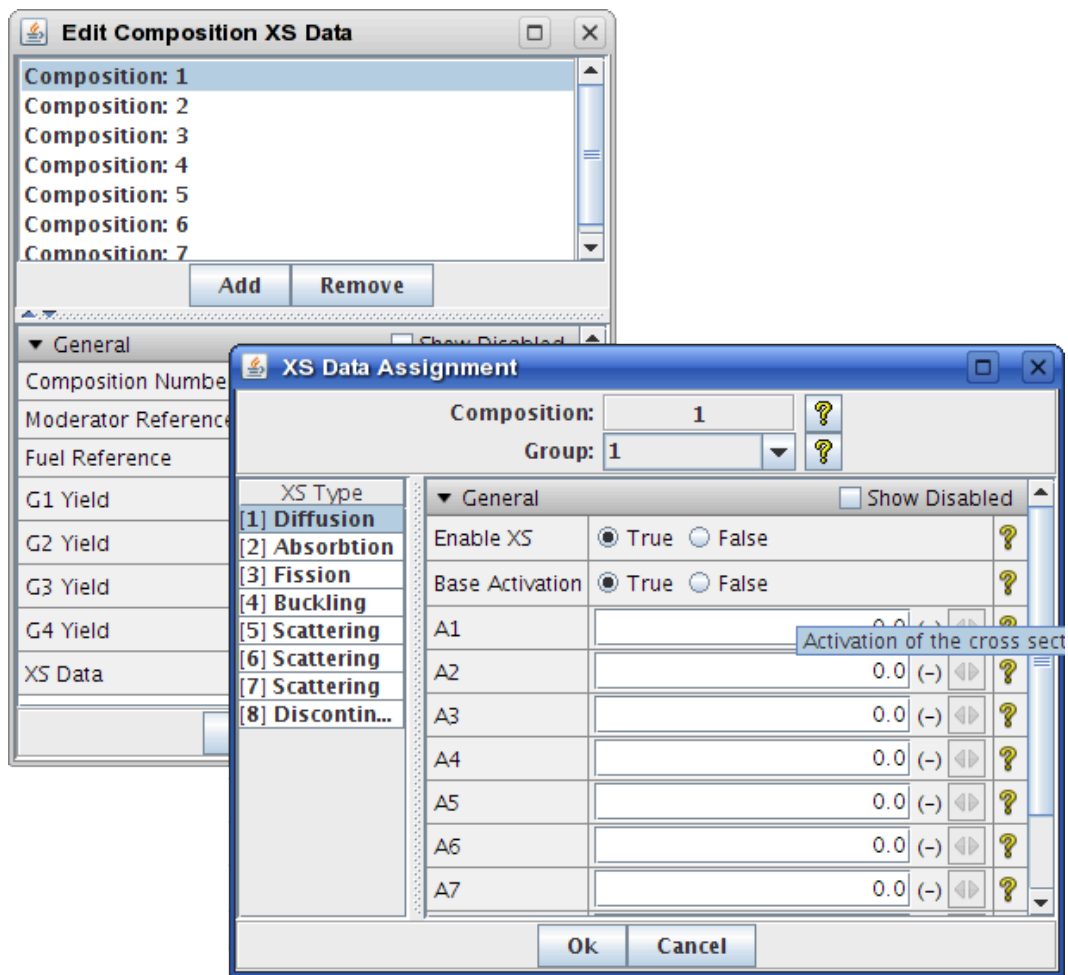 Edit Composition XS Data
Composition: 1
Composition: 2
Composition: 3
Composition: 4
Composition: 5
Composition: 6
Composition: 7
Add Remove
General Show Disabled
Composition Numbe
Moderator Reference
Fuel Reference
G1 Yield
G2 Yield
G3 Yield
G4 Yield
XS Data
XS Data Assignment
Composition: 1
Group: 1
XS Type
[1] Diffusion
[2] Absorbtion
[3] Fission
[4] Buckling
[5] Scattering
[6] Scattering
[7] Scattering
[8] Discontin...
General Show Disabled
Enable XS True False
Base Activation True False
A1 0.0 (-)
Activation of the cross sect
A2 0.0 (-)
A3 0.0 (-)
A4 0.0 (-)
A5 0.0 (-)
A6 0.0 (-)
A7 0.0 (-)
Ok Cancel